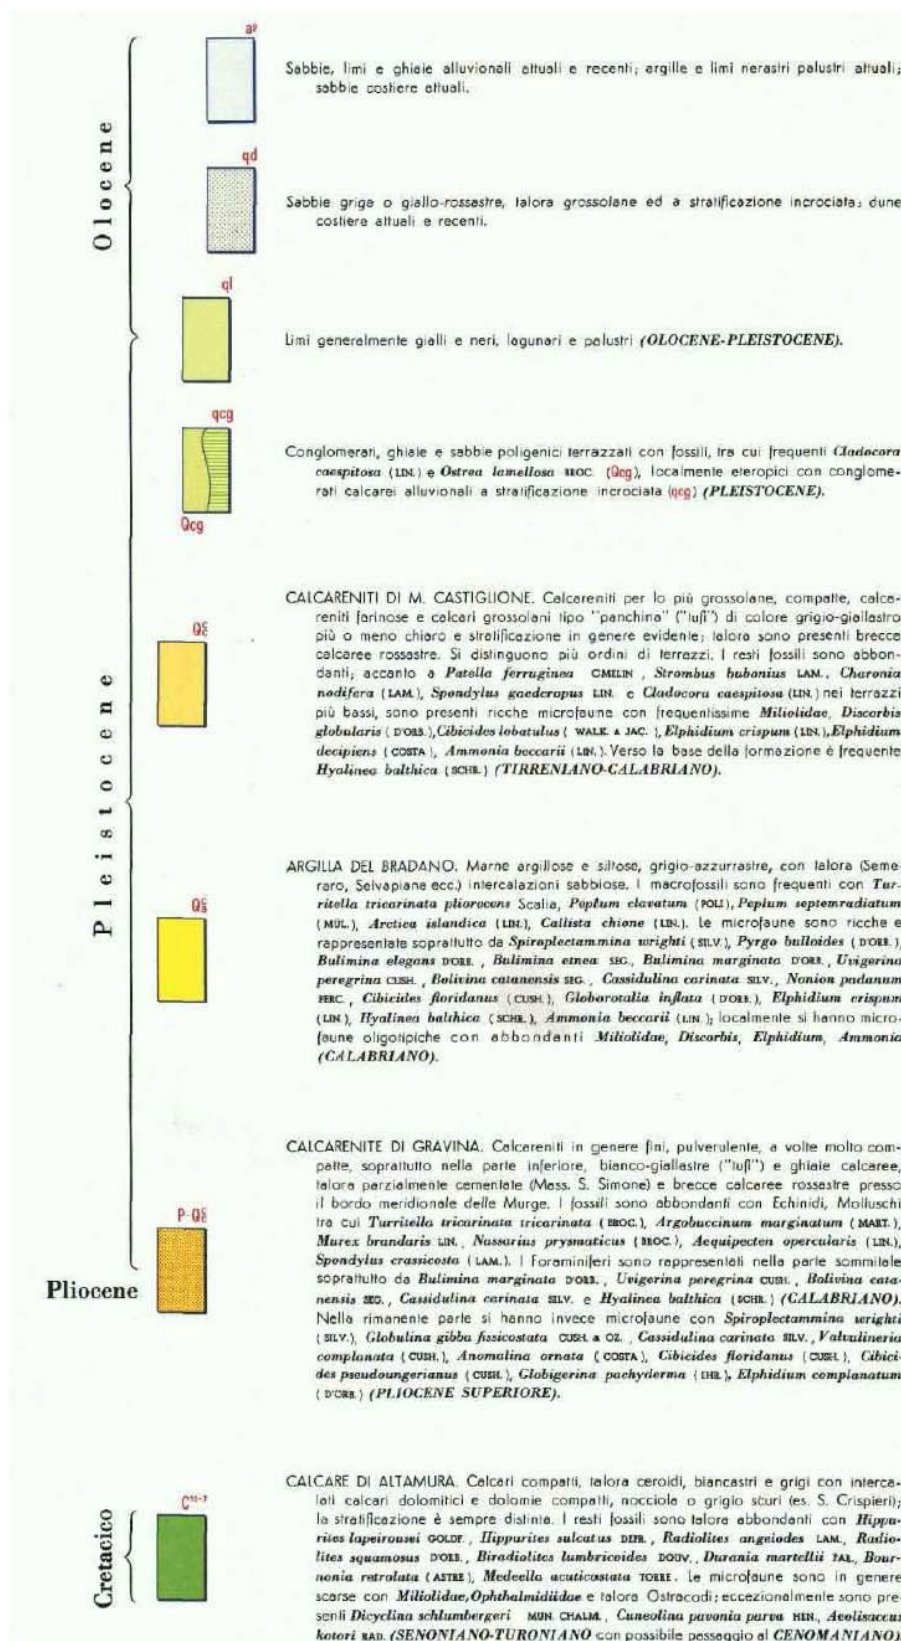 a²
Sabbie, limi e ghiaie alluvionali attuali e recenti; argille e limi nerastri palustri attuali;
sabbie costiere attuali.
Olocene
qd
Sabbie grige o giallo-rossastre, talora grossolane ed a stratificazione incrociata; dune
costiere attuali e recenti.
ql
Limi generalmente gialli e neri, lagunari e palustri (OLOCENE-PLEISTOCENE).
qcg
Conglomerati, ghiaie e sabbie poligenici terrazzati con fossili, tra cui frequenti Cladocora
caespitosa (LIN.) e Ostrea lamellosa BROC. (Qcg), localmente eteropici con conglome-
rati calcarei alluvionali a stratificazione incrociata (qcg) (PLEISTOCENE).
Qcg
Pleistocene
CALCARENITI DI M. CASTIGLIONE. Calcareniti per lo più grossolane, compatte, calca-
reniti farinose e calcari grossolani tipo "panchina" ("tufi") di colore grigio-giallastro
più o meno chiaro e stratificazione in genere evidente; talora sono presenti brecce
calcaree rossastre. Si distinguono più ordini di terrazzi. I resti fossili sono abbon-
danti; accanto a Patella ferruginea GMELIN, Strombus bubonius LAM., Charonia
nodifera (LAM.), Spondylus gaederopus LIN. e Cladocora caespitosa (LIN.) nei terrazzi
più bassi, sono presenti ricche microfaune con frequentissime Miliolidae, Discorbis
globularis (D'ORB.), Cibicides lobatulus (WALK. & JAC.), Elphidium crispum (LIN.), Elphidium
decipiens (COSTA), Ammonia beccarii (LIN.). Verso la base della formazione è frequente
Hyalinea balthica (SCHR.) (TIRRENIANO-CALABRIANO).
ARGILLA DEL BRADANO. Marne argillose e siltose, grigio-azzurrastre, con talora (Seme-
raro, Selvapiana ecc.) intercalazioni sabbiose. I macrofossili sono frequenti con Tur-
ritella tricarinata pliorecens Scalia, Peplum clavatum (POLI), Peplum septemradiatum
(MÜL.), Arctica islandica (LIN.), Callista chione (LIN.). Le microfaune sono ricche e
rappresentate soprattutto da Spiroplectammina wrighti (SILV.), Pyrgo bulloides (D'ORB.),
Bulimina elegans D'ORB., Bulimina etnea SEG., Bulimina marginata D'ORB., Uvigerina
peregrina CUSH., Bolivina catanensis SEG., Cassidulina carinata SILV., Nonion padanum
PERC., Cibicides floridanus (CUSH.), Globorotalia inflata (D'ORB.), Elphidium crispum
(LIN.), Hyalinea balthica (SCHR.), Ammonia beccarii (LIN.); localmente si hanno micro-
faune oligotipiche con abbondanti Miliolidae, Discorbis, Elphidium, Ammonia
(CALABRIANO).
CALCARENITE DI GRAVINA. Calcareniti in genere fini, pulverulente, a volte molto com-
patte, soprattutto nella parte inferiore, bianco-giallastre ("tufi") e ghiaie calcaree,
talora parzialmente cementate (Mass. S. Simone) e brecce calcaree rossastre presso
il bordo meridionale delle Murge. I fossili sono abbondanti con Echinidi, Molluschi
tra cui Turritella tricarinata tricarinata (BROC.), Argobuccinum marginatum (MART.),
Murex brandaris LIN., Nassarius prysmaticus (BROC.), Aequipecten opercularis (LIN.),
Spondylus crassicosta (LAM.). I Foraminiferi sono rappresentati nella parte sommitale
soprattutto da Bulimina marginata D'ORB., Uvigerina peregrina CUSH., Bolivina cata-
nensis SEG., Cassidulina carinata SILV. e Hyalinea balthica (SCHR.) (CALABRIANO).
Nella rimanente parte si hanno invece microfaune con Spiroplectammina wrighti
(SILV.), Globulina gibba fissicostata CUSH. & OZ., Cassidulina carinata SILV., Valvulineria
complanata (CUSH.), Anomalina ornata (COSTA), Cibicides floridanus (CUSH.), Cibici-
des pseudoungerianus (CUSH.), Globigerina pachyderma (EHR.), Elphidium complanatum
(D'ORB.) (PLIOCENE SUPERIORE).
Pliocene
Cretacico
C¹¹⁻⁷
CALCARE DI ALTAMURA. Calcari compatti, talora ceroidi, biancastri e grigi con interca-
lati calcari dolomitici e dolomie compatti, nocciola o grigio scuri (es. S. Crispieri);
la stratificazione è sempre distinta. I resti fossili sono talora abbondanti con Hippu-
rites lapeirousei GOLDF., Hippurites sulcatus DEFR., Radiolites angeiodes LAM., Radio-
lites squamosus D'ORB., Biradiolites lumbricoides DOUV., Durania martellii PAR., Bour-
nonia retrolata (ASTRE), Medeella acuticostata TORRE. Le microfaune sono in genere
scarse con Miliolidae, Ophthalmidiidae e talora Ostracodi; eccezionalmente sono pre-
senti Dicyclina schlumbergeri MUN. CHALM., Cuneolina pavonia parva HEN., Aeolisaccus
kotori RAD. (SENONIANO-TURONIANO con possibile passaggio al CENOMANIANO)